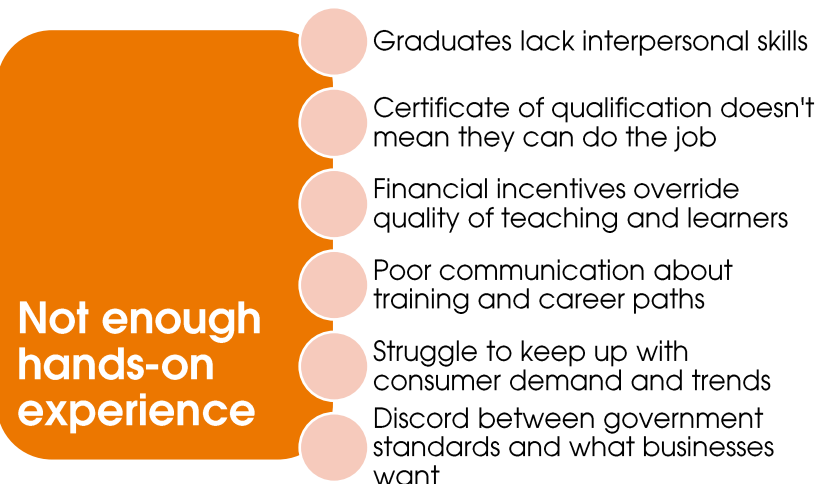 Not enough
hands-on
experience
Graduates lack interpersonal skills
Certificate of qualification doesn't
mean they can do the job
Financial incentives override
quality of teaching and learners
Poor communication about
training and career paths
Struggle to keep up with
consumer demand and trends
Discord between government
standards and what businesses
want